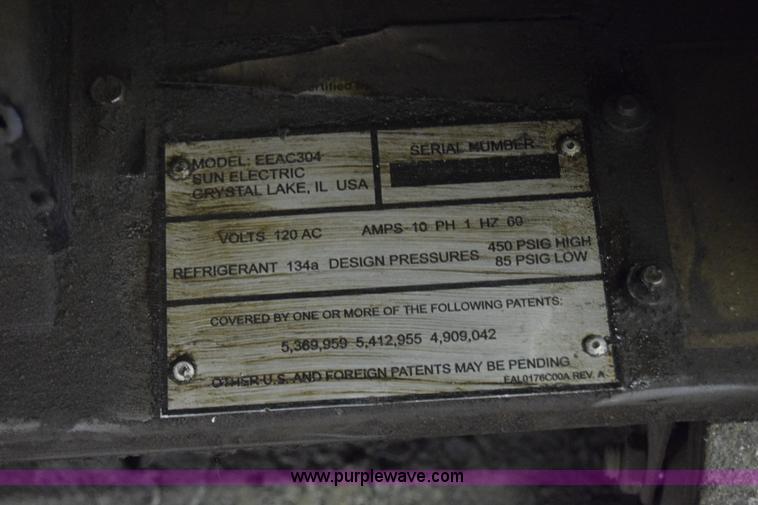 ertified
MODEL: EEAC304
SUN ELECTRIC
CRYSTAL LAKE, IL USA
SERIAL NUMBER
VOLTS 120 AC AMPS 10 PH 1 HZ 60
REFRIGERANT 134a DESIGN PRESSURES 450 PSIG HIGH
85 PSIG LOW
COVERED BY ONE OR MORE OF THE FOLLOWING PATENTS:
5,369,959 5,412,955 4,909,042
OTHER U.S. AND FOREIGN PATENTS MAY BE PENDING
EAL0176C00A REV. A
www.purplewave.com